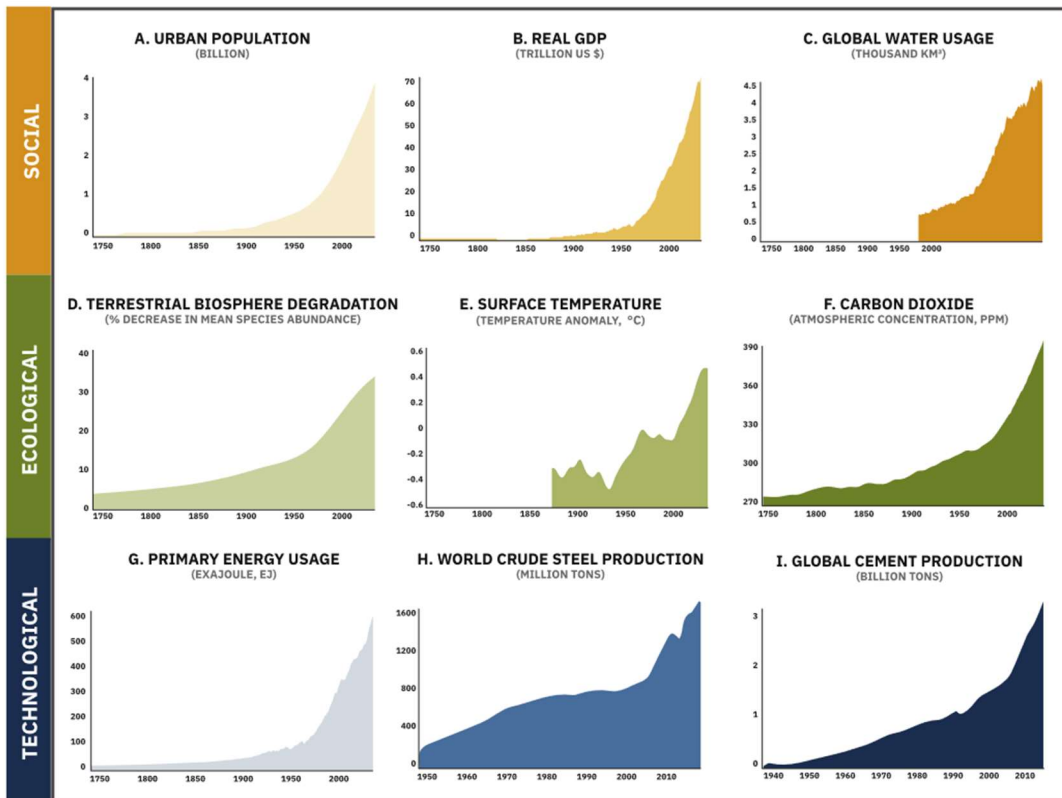 SOCIAL
A. URBAN POPULATION
(BILLION)
4
3
2
1
0
1750 1800 1850 1900 1950 2000
B. REAL GDP
(TRILLION US $)
70
60
50
40
30
20
10
0
1750 1800 1850 1900 1950 2000
C. GLOBAL WATER USAGE
(THOUSAND KM³)
4.5
4
3.5
3
2.5
2
1.5
1
0.5
0
1750 1800 1850 1900 1950 2000
ECOLOGICAL
D. TERRESTRIAL BIOSPHERE DEGRADATION
(% DECREASE IN MEAN SPECIES ABUNDANCE)
40
30
20
10
0
1750 1800 1850 1900 1950 2000
E. SURFACE TEMPERATURE
(TEMPERATURE ANOMALY, °C)
0.6
0.4
0.2
0
-0.2
-0.4
-0.6
1750 1800 1850 1900 1950 2000
F. CARBON DIOXIDE
(ATMOSPHERIC CONCENTRATION, PPM)
390
360
330
300
270
1750 1800 1850 1900 1950 2000
TECHNOLOGICAL
G. PRIMARY ENERGY USAGE
(EXAJOULE, EJ)
600
500
400
300
200
100
0
1750 1800 1850 1900 1950 2000
H. WORLD CRUDE STEEL PRODUCTION
(MILLION TONS)
1600
1200
800
400
0
1950 1960 1970 1980 1990 2000 2010
I. GLOBAL CEMENT PRODUCTION
(BILLION TONS)
3
2
1
0
1940 1950 1960 1970 1980 1990 2000 2010